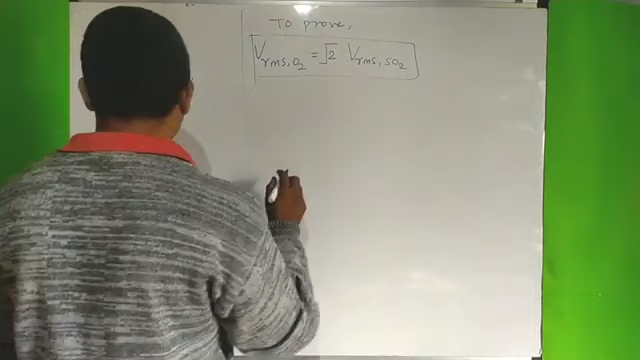 To prove,
Vrms,O₂ = √2 Vrms,SO₂